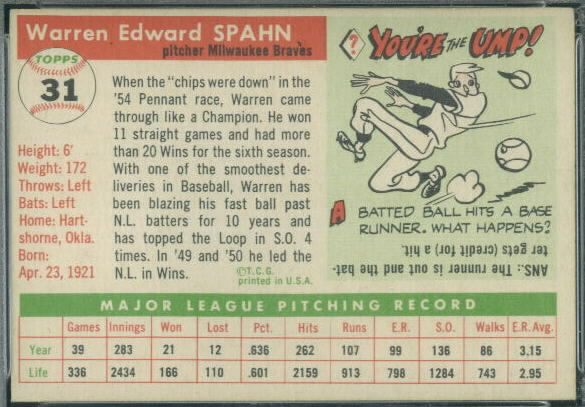 Warren Edward SPAHN
pitcher Milwaukee Braves
TOPPS
31
Height: 6'
Weight: 172
Throws: Left
Bats: Left
Home: Hart-
shorne, Okla.
Born:
Apr. 23, 1921
When the "chips were down" in the
'54 Pennant race, Warren came
through like a Champion. He won
11 straight games and had more
than 20 Wins for the sixth season.
With one of the smoothest de-
liveries in Baseball, Warren has
been blazing his fast ball past
N.L. batters for 10 years and
has topped the Loop in S.O. 4
times. In '49 and '50 he led the
N.L. in Wins.
©T.C.G.
printed in U.S.A.
? YOU'RE THE UMP!
A BATTED BALL HITS A BASE
RUNNER. WHAT HAPPENS?
ANS.: The runner is out and the bat-
ter gets (credit for) a hit.
MAJOR LEAGUE PITCHING RECORD
Games Innings Won Lost Pct. Hits Runs E.R. S.O. Walks E.R. Avg.
Year 39 283 21 12 .636 262 107 99 136 86 3.15
Life 336 2434 166 110 .601 2159 913 798 1284 743 2.95